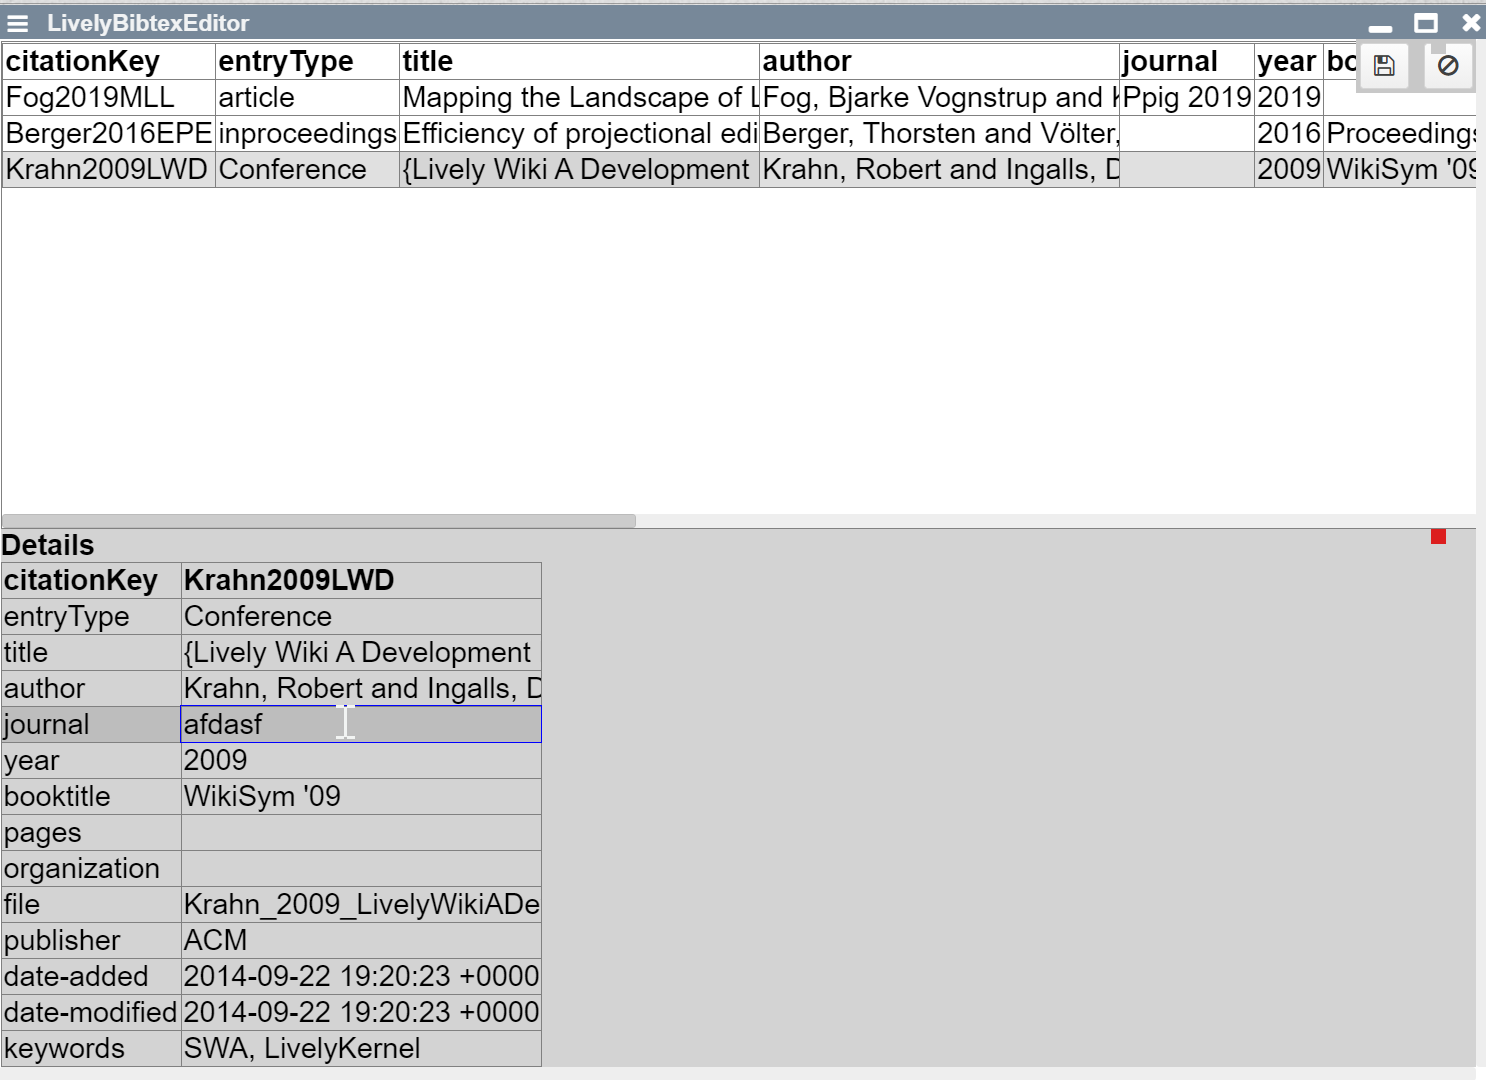 LivelyBibtexEditor
citationKey entryType title author journal year bo
Fog2019MLL article Mapping the Landscape of Fog, Bjarke Vognstrup and Ppig 2019 2019
Berger2016EPE inproceedings Efficiency of projectional edi Berger, Thorsten and Völter, 2016 Proceedings
Krahn2009LWD Conference {Lively Wiki A Development Krahn, Robert and Ingalls, D 2009 WikiSym '09
Details
citationKey Krahn2009LWD
entryType Conference
title {Lively Wiki A Development
author Krahn, Robert and Ingalls, D
journal afdasf
year 2009
booktitle WikiSym '09
pages
organization
file Krahn_2009_LivelyWikiADe
publisher ACM
date-added 2014-09-22 19:20:23 +0000
date-modified 2014-09-22 19:20:23 +0000
keywords SWA, LivelyKernel